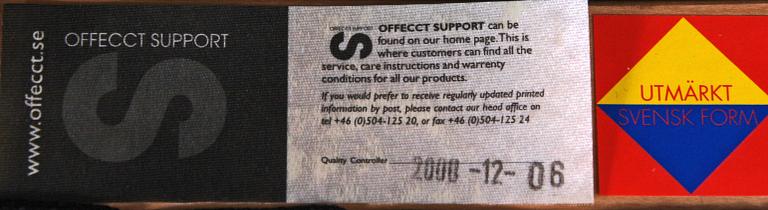 www.offecct.se
OFFECCT SUPPORT
OFFECCT SUPPORT can be
found on our home page. This is
where customers can find all the
service, care instructions and warrenty
conditions for all our products.
If you would prefer to receive regularly updated printed
information by post, please contact our head office on
tel +46 (0)504-125 20, or fax +46 (0)504-125 24
Quality Controller 2000 -12- 06
UTMÄRKT
SVENSK FORM